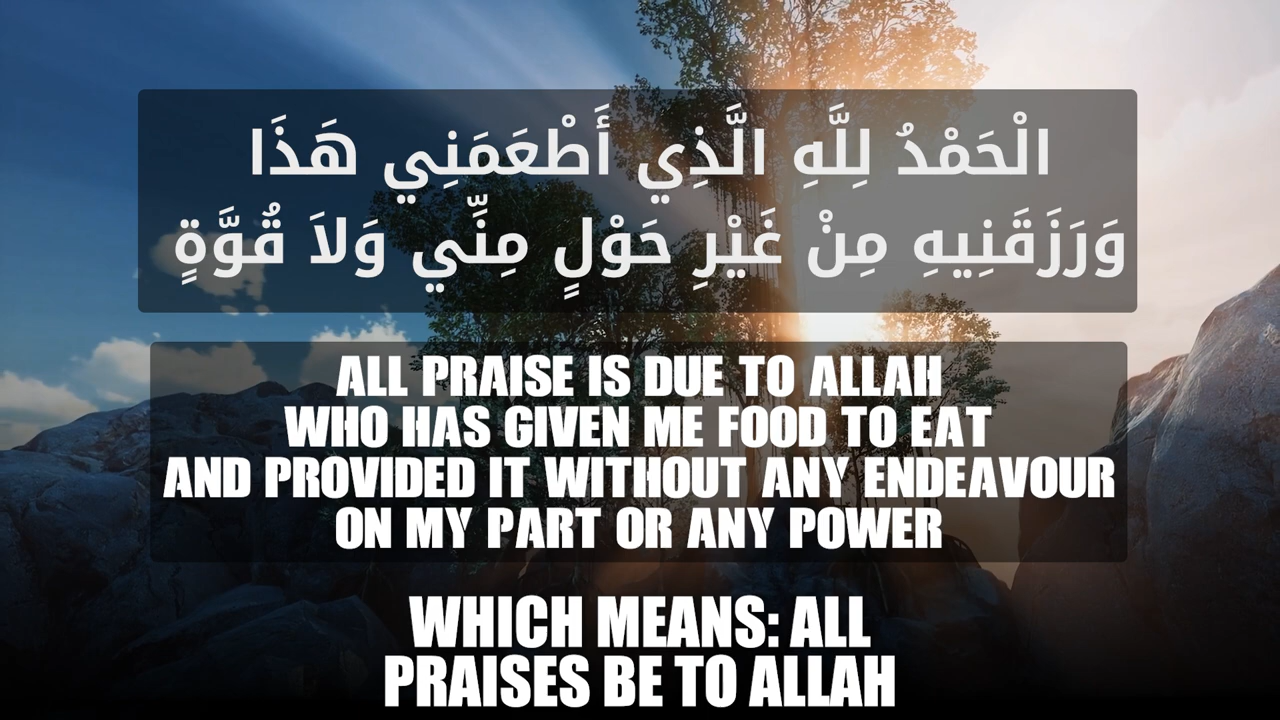 الْحَمْدُ لِلَّهِ الَّذِي أَطْعَمَنِي هَذَا
وَرَزَقَنِيهِ مِنْ غَيْرِ حَوْلٍ مِنِّي وَلاَ قُوَّةٍ
ALL PRAISE IS DUE TO ALLAH
WHO HAS GIVEN ME FOOD TO EAT
AND PROVIDED IT WITHOUT ANY ENDEAVOUR
ON MY PART OR ANY POWER
WHICH MEANS: ALL
PRAISES BE TO ALLAH